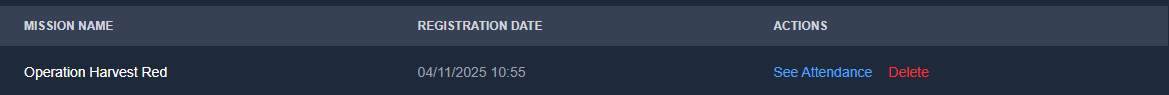 MISSION NAME REGISTRATION DATE ACTIONS
Operation Harvest Red 04/11/2025 10:55 See Attendance Delete